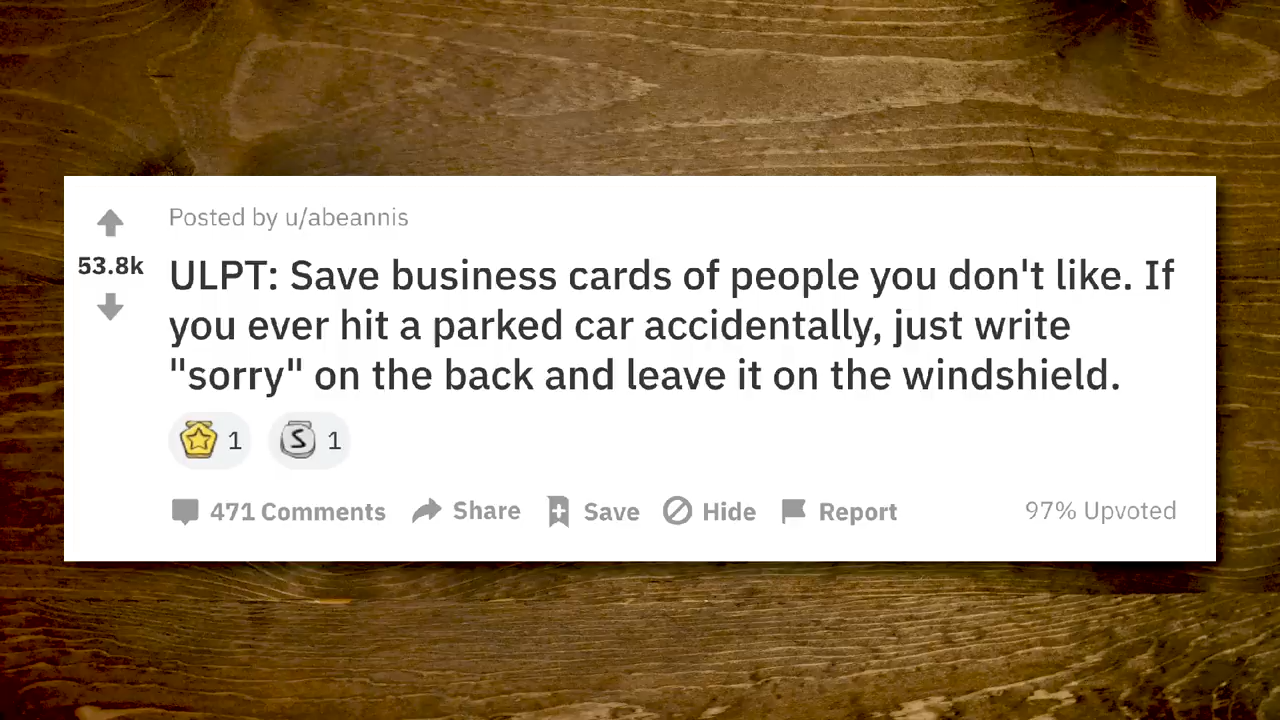 Posted by u/abeannis
53.8k
ULPT: Save business cards of people you don't like. If
you ever hit a parked car accidentally, just write
"sorry" on the back and leave it on the windshield.
1 S 1
471 Comments Share Save Hide Report 97% Upvoted